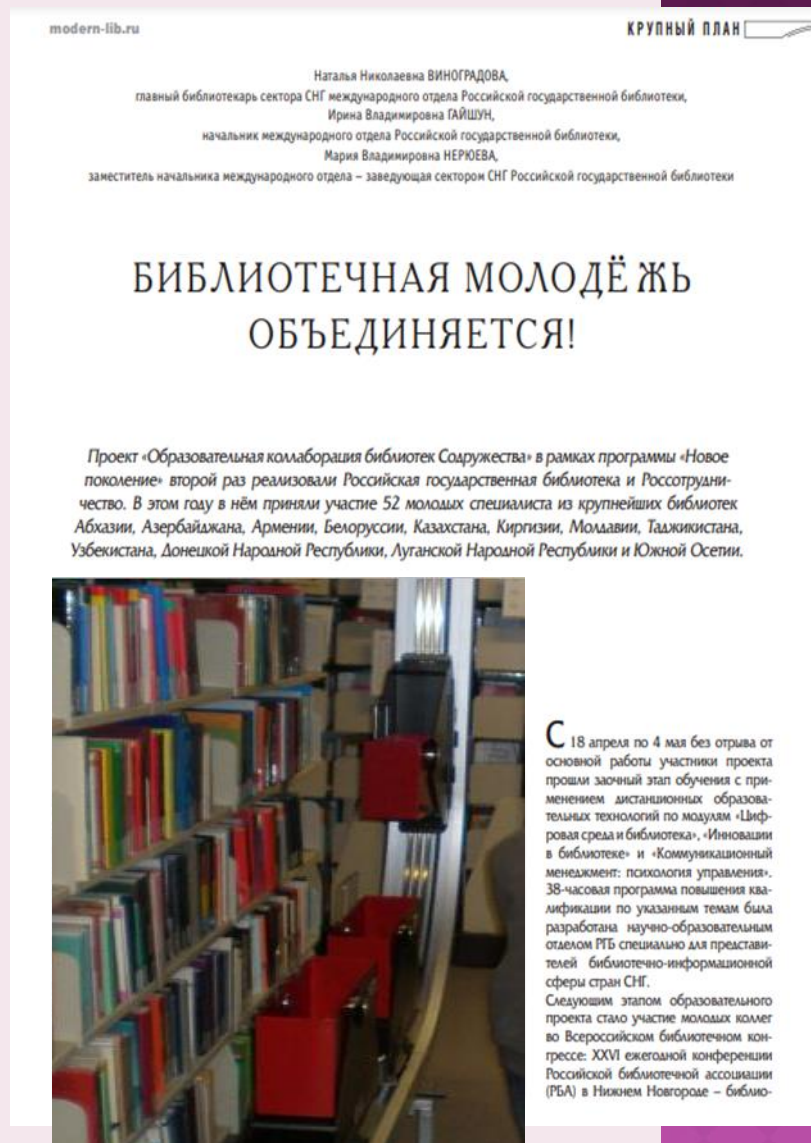 modern-lib.ru
КРУПНЫЙ ПЛАН
Наталья Николаевна ВИНОГРАДОВА,
главный библиотекарь сектора СНГ международного отдела Российской государственной библиотеки,
Ирина Владимировна ГАЙШУН,
начальник международного отдела Российской государственной библиотеки,
Мария Владимировна НЕРЮЕВА,
заместитель начальника международного отдела – заведующая сектором СНГ Российской государственной библиотеки
БИБЛИОТЕЧНАЯ МОЛОДЁЖЬ
ОБЪЕДИНЯЕТСЯ!
Проект «Образовательная коллаборация библиотек Содружества» в рамках программы «Новое
поколение» второй раз реализовали Российская государственная библиотека и Россотрудни-
чество. В этом году в нём приняли участие 52 молодых специалиста из крупнейших библиотек
Абхазии, Азербайджана, Армении, Белоруссии, Казахстана, Киргизии, Молдавии, Таджикистана,
Узбекистана, Донецкой Народной Республики, Луганской Народной Республики и Южной Осетии.
С 18 апреля по 4 мая без отрыва от
основной работы участники проекта
прошли заочный этап обучения с при-
менением дистанционных образова-
тельных технологий по модулям «Циф-
ровая среда и библиотека», «Инновации
в библиотеке» и «Коммуникационный
менеджмент: психология управления».
38-часовая программа повышения ква-
лификации по указанным темам была
разработана научно-образовательным
отделом РГБ специально для представи-
телей библиотечно-информационной
сферы стран СНГ.
Следующим этапом образовательного
проекта стало участие молодых коллег
во Всероссийском библиотечном кон-
грессе: XXVI ежегодной конференции
Российской библиотечной ассоциации
(РБА) в Нижнем Новгороде – библио-